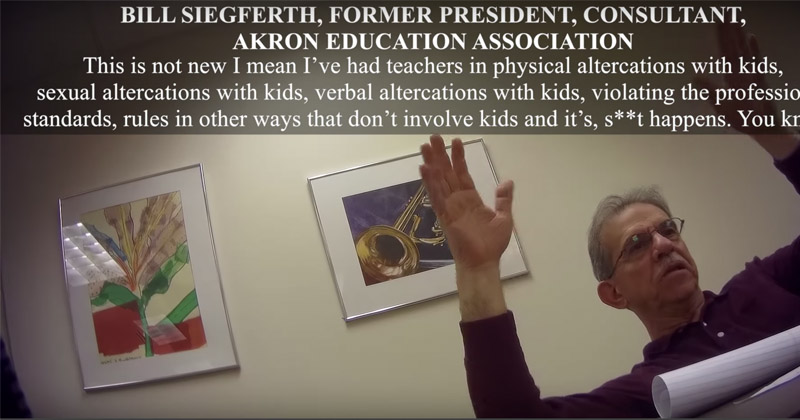 BILL SIEGFERTH, FORMER PRESIDENT, CONSULTANT,
AKRON EDUCATION ASSOCIATION
This is not new I mean I've had teachers in physical altercations with kids,
sexual altercations with kids, verbal altercations with kids, violating the professio
standards, rules in other ways that don't involve kids and it's, s**t happens. You kn